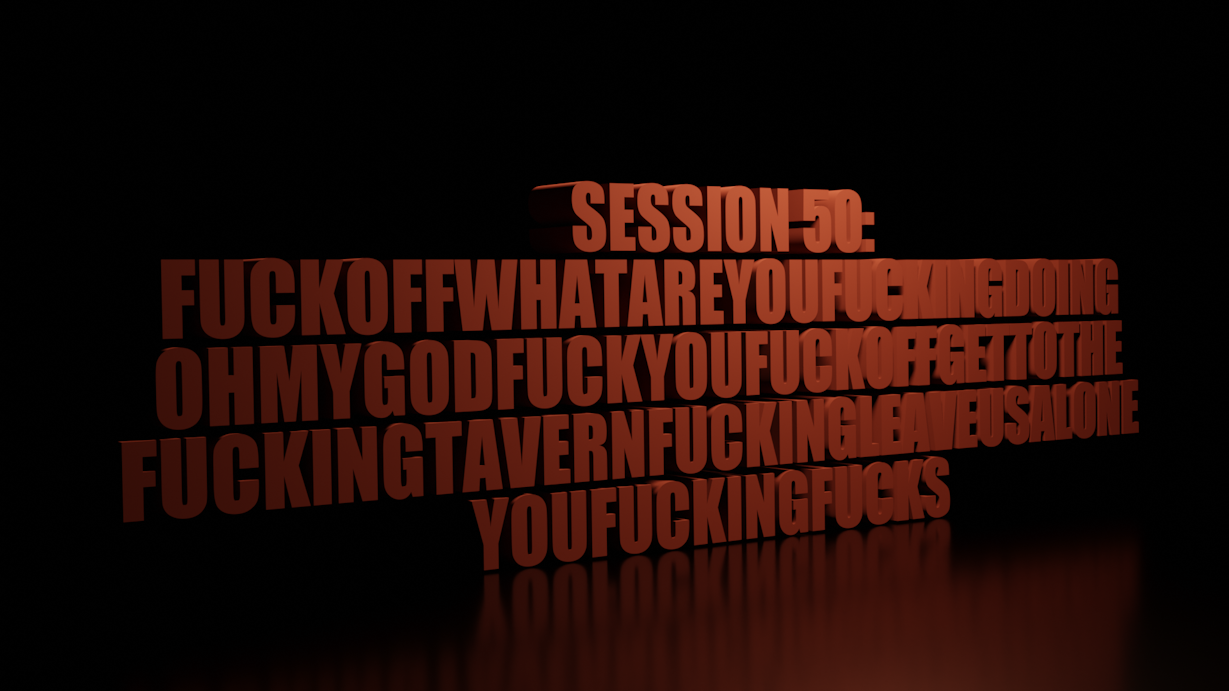 SESSION 50:
FUCKOFFWHATAREYOUFUCKINGDOING
OHMYGODFUCKYOUFUCKOFFGETTOTHE
FUCKINGTAVERNFUCKINGLEAVEUSALONE
YOUFUCKINGFUCKS